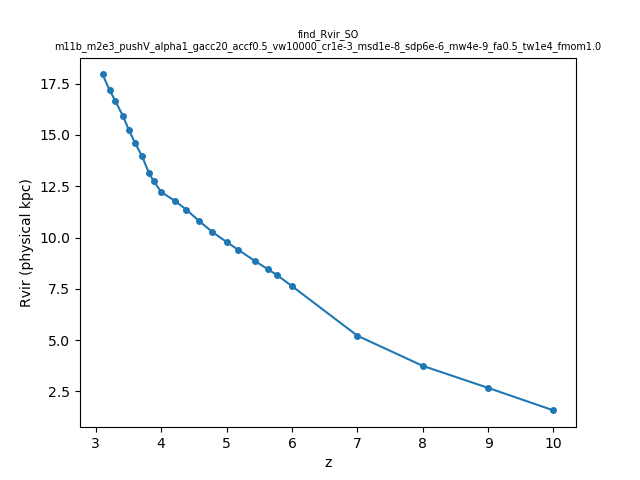 find_Rvir_SO
m11b_m2e3_pushV_alpha1_gacc20_accf0.5_vw10000_cr1e-3_msd1e-8_sdp6e-6_mw4e-9_fa0.5_tw1e4_fmom1.0
17.5
15.0
12.5
10.0
7.5
5.0
2.5
Rvir (physical kpc)
3 4 5 6 7 8 9 10
z